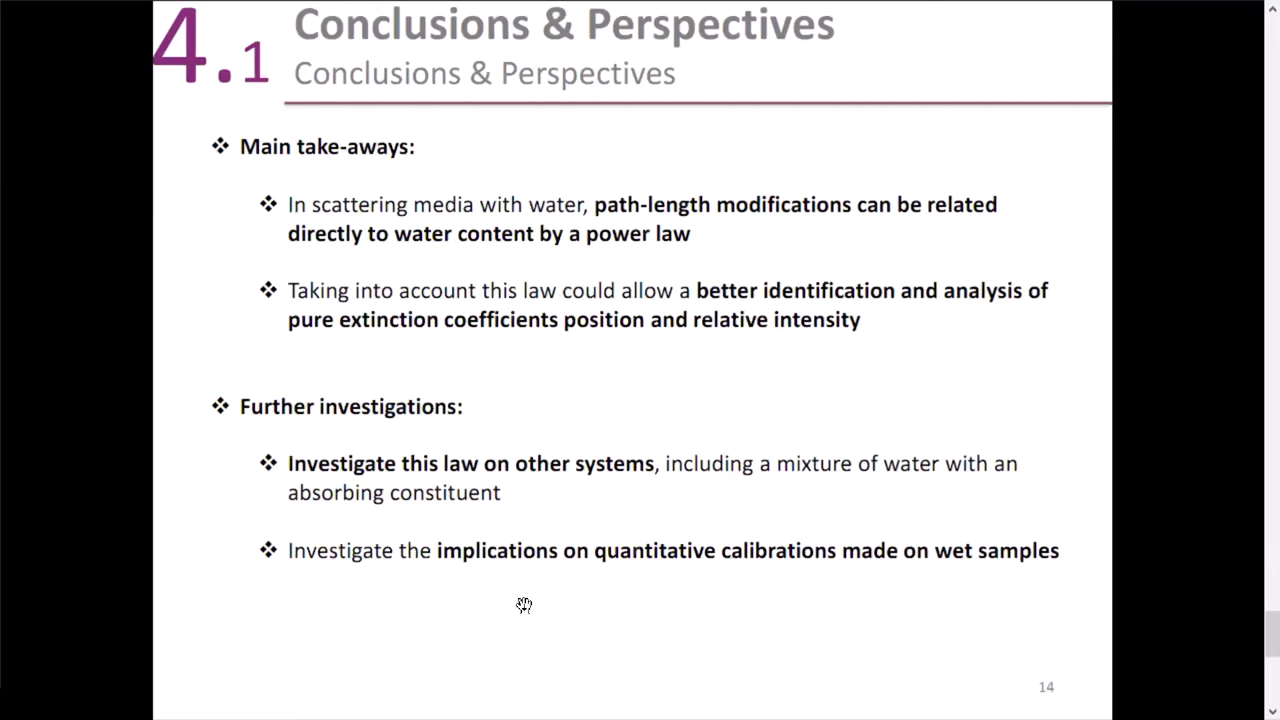 4.1
Conclusions & Perspectives
Conclusions & Perspectives
❖ Main take-aways:
❖ In scattering media with water, path-length modifications can be related
directly to water content by a power law
❖ Taking into account this law could allow a better identification and analysis of
pure extinction coefficients position and relative intensity
❖ Further investigations:
❖ Investigate this law on other systems, including a mixture of water with an
absorbing constituent
❖ Investigate the implications on quantitative calibrations made on wet samples
14